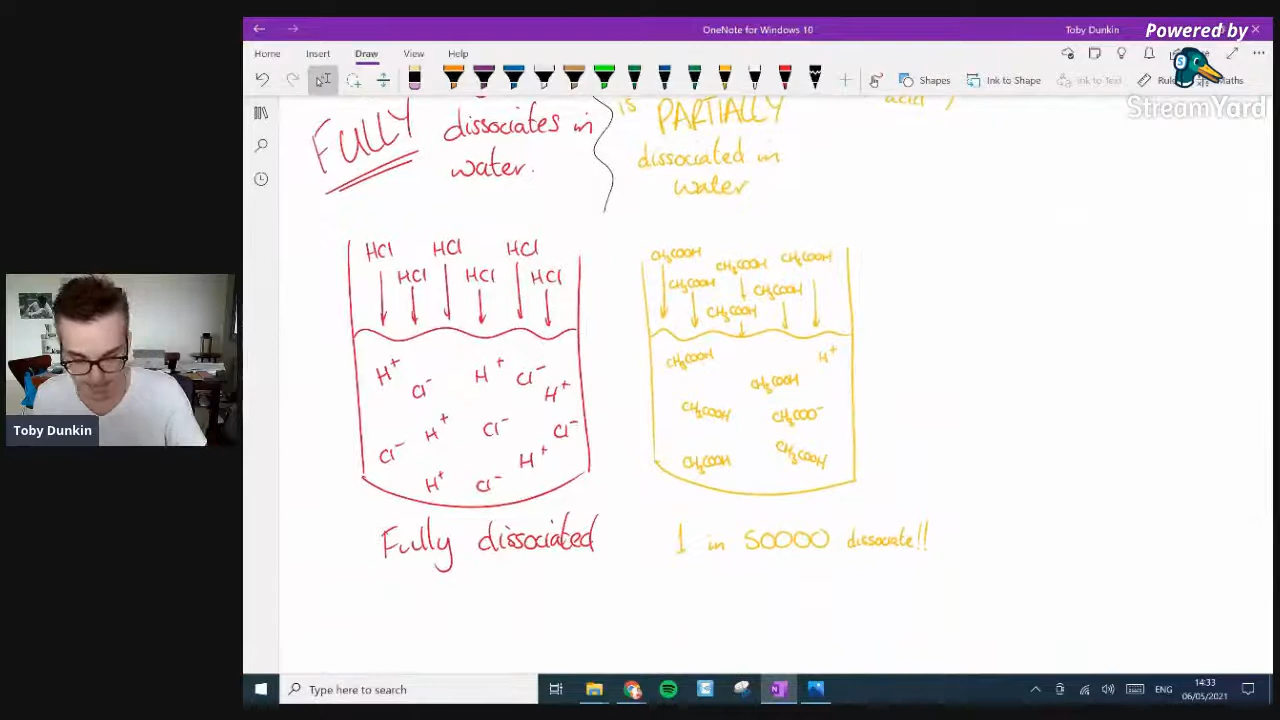 OneNote for Windows 10
Toby Dunkin
Powered by
StreamYard
Home Insert Draw View Help
Shapes Ink to Shape Ink to Text Maths
FULLY dissociates in
water.
is PARTIALLY
dissociated in
water
acid )
HCl HCl HCl
HCl HCl HCl
H+ Cl- H+ Cl- H+
Cl- H+ Cl- H+ Cl-
H+ Cl-
Fully dissociated
CH3COOH CH3COOH CH3COOH
CH3COOH CH3COOH
CH3COOH
CH3COOH H+
CH3COOH
CH3COOH CH3COO-
CH3COOH CH3COOH
1 in 50000 dissociate!!
Toby Dunkin
Type here to search
ENG
14:33
06/05/2021